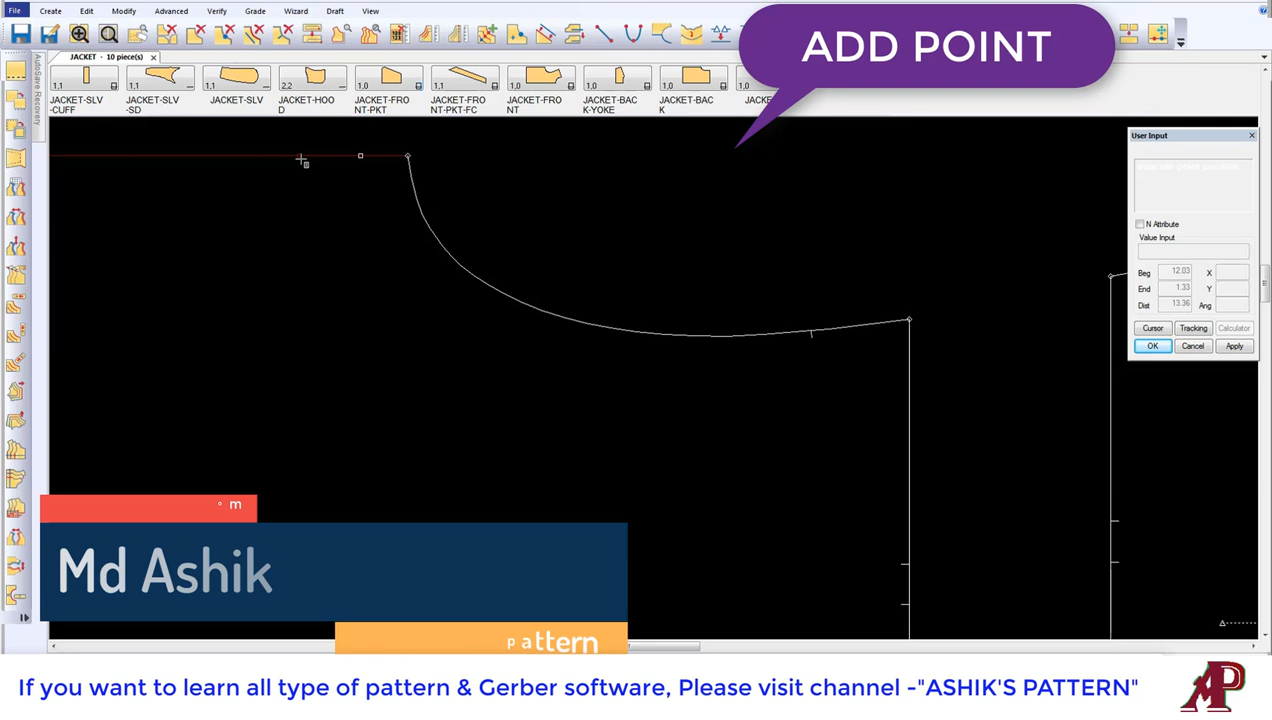 File Create Edit Modify Advanced Verify Grade Wizard Draft View
ADD POINT
JACKET - 10 piece(s)
AutoSave Recovery
1,1 JACKET-SLV-CUFF
1,1 JACKET-SLV-SD
1,1 JACKET-SLV
2,2 JACKET-HOOD
1,0 JACKET-FRONT-PKT
1,1 JACKET-FRONT-PKT-FC
1,0 JACKET-FRONT
1,0 JACKET-BACK-YOKE
1,0 JACKET-BACK
1,0
User Input
N Attribute
Value Input
Beg 12.03 X
End 1.33 Y
Dist 13.36 Ang
Cursor Tracking Calculator
OK Cancel Apply
m
Md Ashik
pattern
If you want to learn all type of pattern & Gerber software, Please visit channel -"ASHIK'S PATTERN"
AP